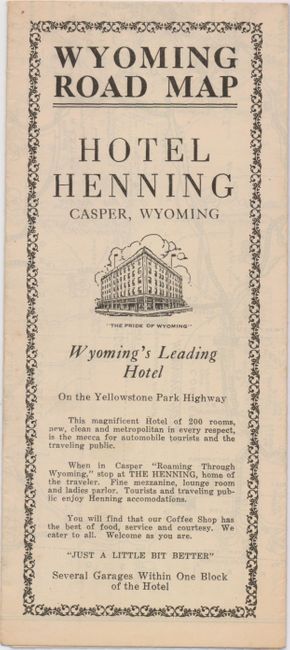 WYOMING
ROAD MAP
HOTEL
HENNING
CASPER, WYOMING
"THE PRIDE OF WYOMING"
Wyoming's Leading
Hotel
On the Yellowstone Park Highway
This magnificent Hotel of 200 rooms,
new, clean and metropolitan in every respect,
is the mecca for automobile tourists and the
traveling public.
When in Casper "Roaming Through
Wyoming," stop at THE HENNING, home of
the traveler. Fine mezzanine, lounge room
and ladies parlor. Tourists and traveling pub-
lic enjoy Henning accomodations.
You will find that our Coffee Shop has
the best of food, service and courtesy. We
cater to all. Welcome as you are.
"JUST A LITTLE BIT BETTER"
Several Garages Within One Block
of the Hotel